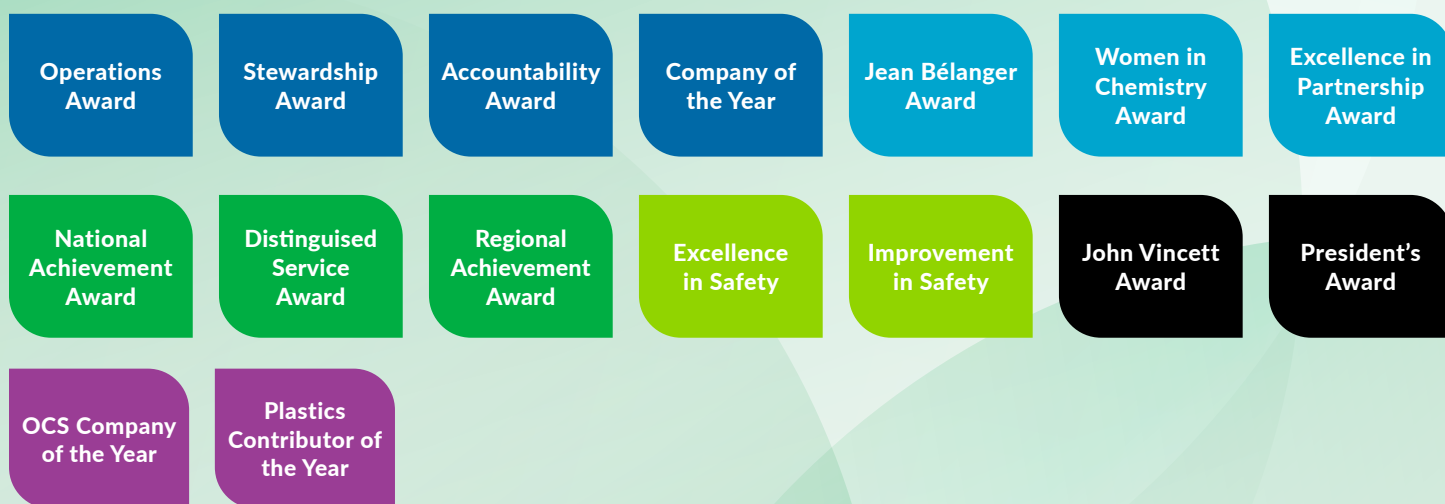 Operations
Award
Stewardship
Award
Accountability
Award
Company of
the Year
Jean Bélanger
Award
Women in
Chemistry
Award
Excellence in
Partnership
Award
National
Achievement
Award
Distinguised
Service
Award
Regional
Achievement
Award
Excellence
in Safety
Improvement
in Safety
John Vincett
Award
President’s
Award
OCS Company
of the Year
Plastics
Contributor of
the Year